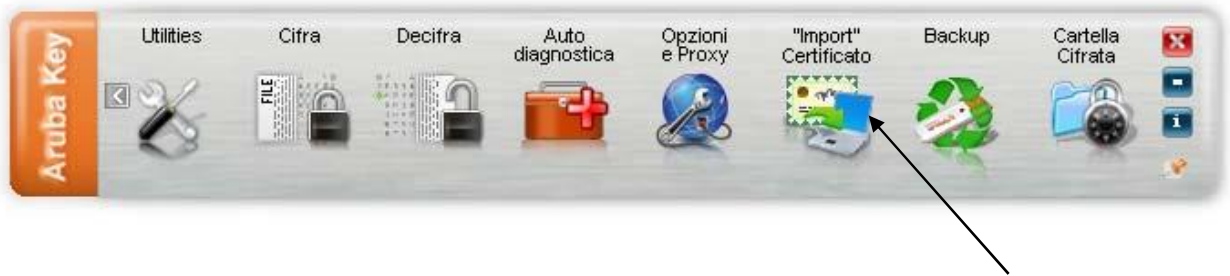 Aruba Key
Utilities
Cifra
Decifra
Auto
diagnostica
Opzioni
e Proxy
"Import"
Certificato
Backup
Cartella
Cifrata
FILE
i